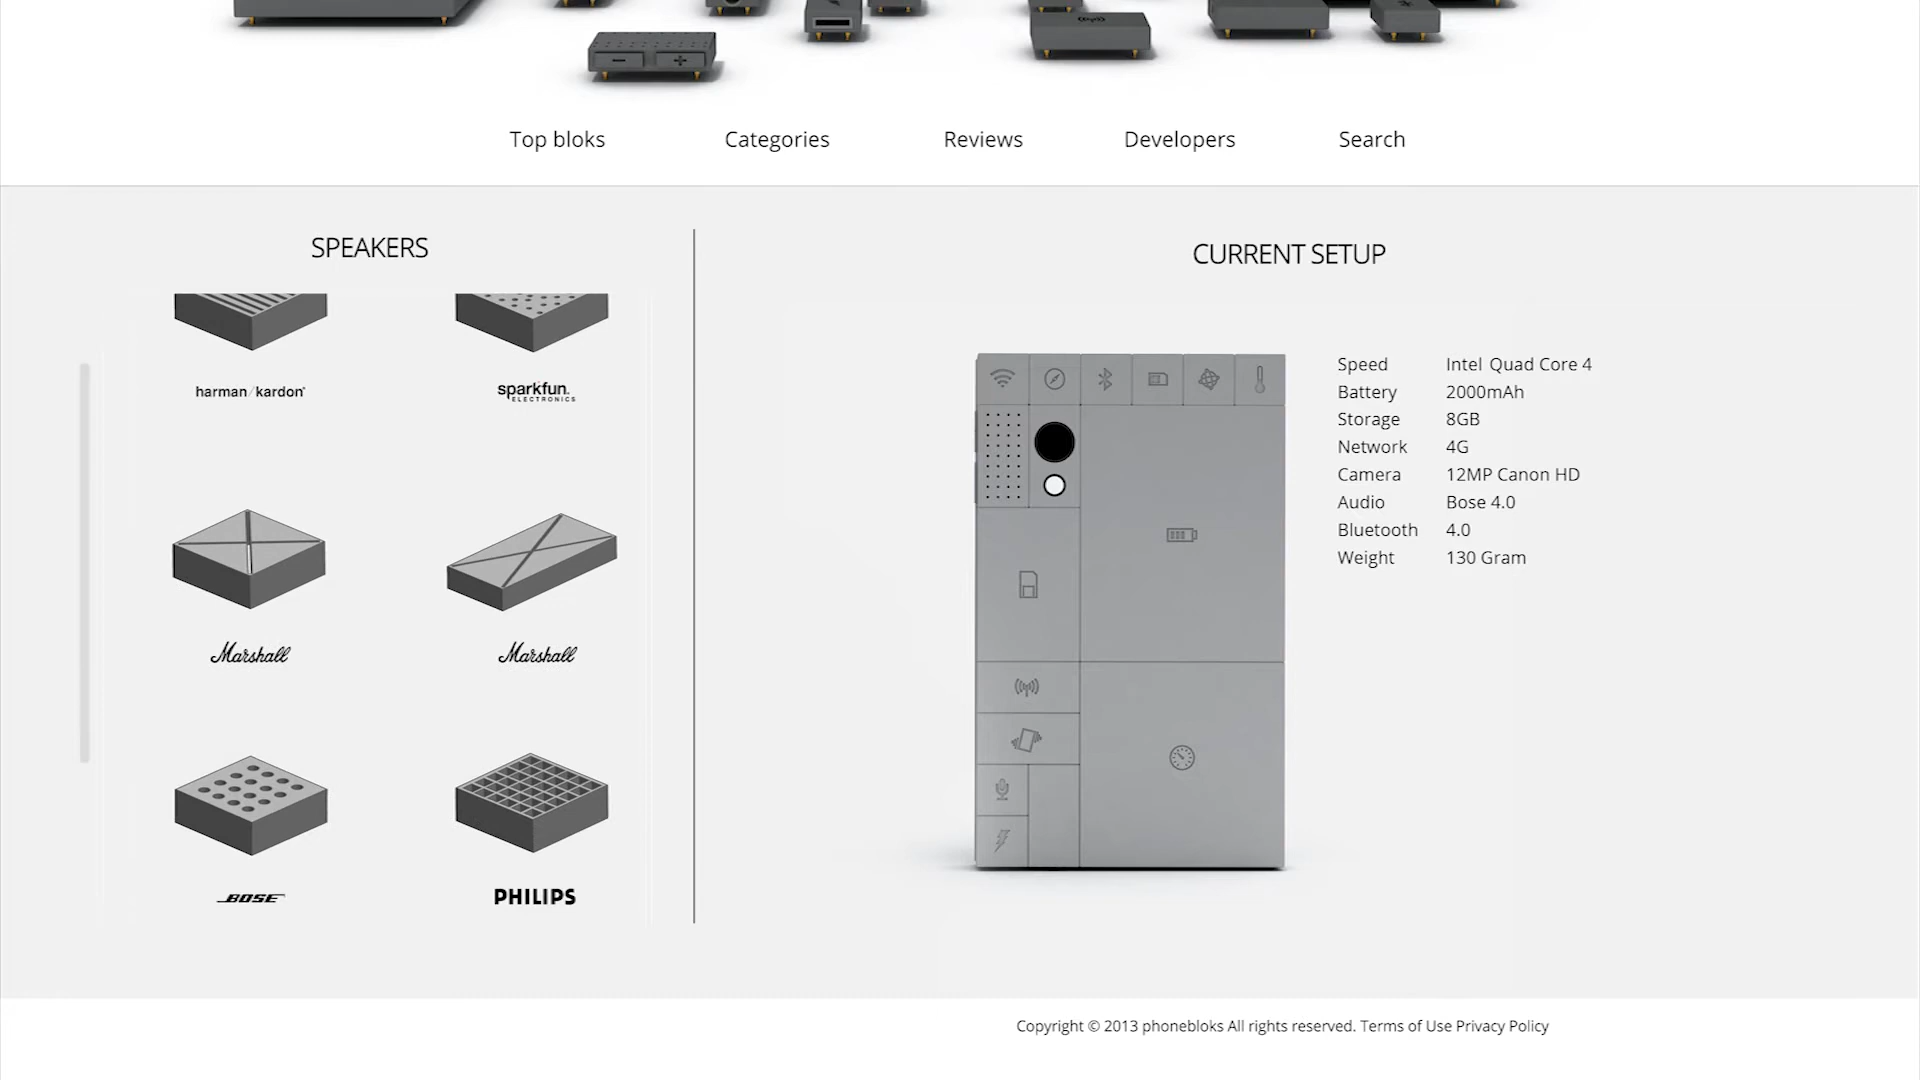 Top bloks
Categories
Reviews
Developers
Search
SPEAKERS
harman/kardon
sparkfun.
ELECTRONICS
Marshall
Marshall
BOSE
PHILIPS
CURRENT SETUP
Speed Intel Quad Core 4
Battery 2000mAh
Storage 8GB
Network 4G
Camera 12MP Canon HD
Audio Bose 4.0
Bluetooth 4.0
Weight 130 Gram
Copyright © 2013 phonebloks All rights reserved. Terms of Use Privacy Policy